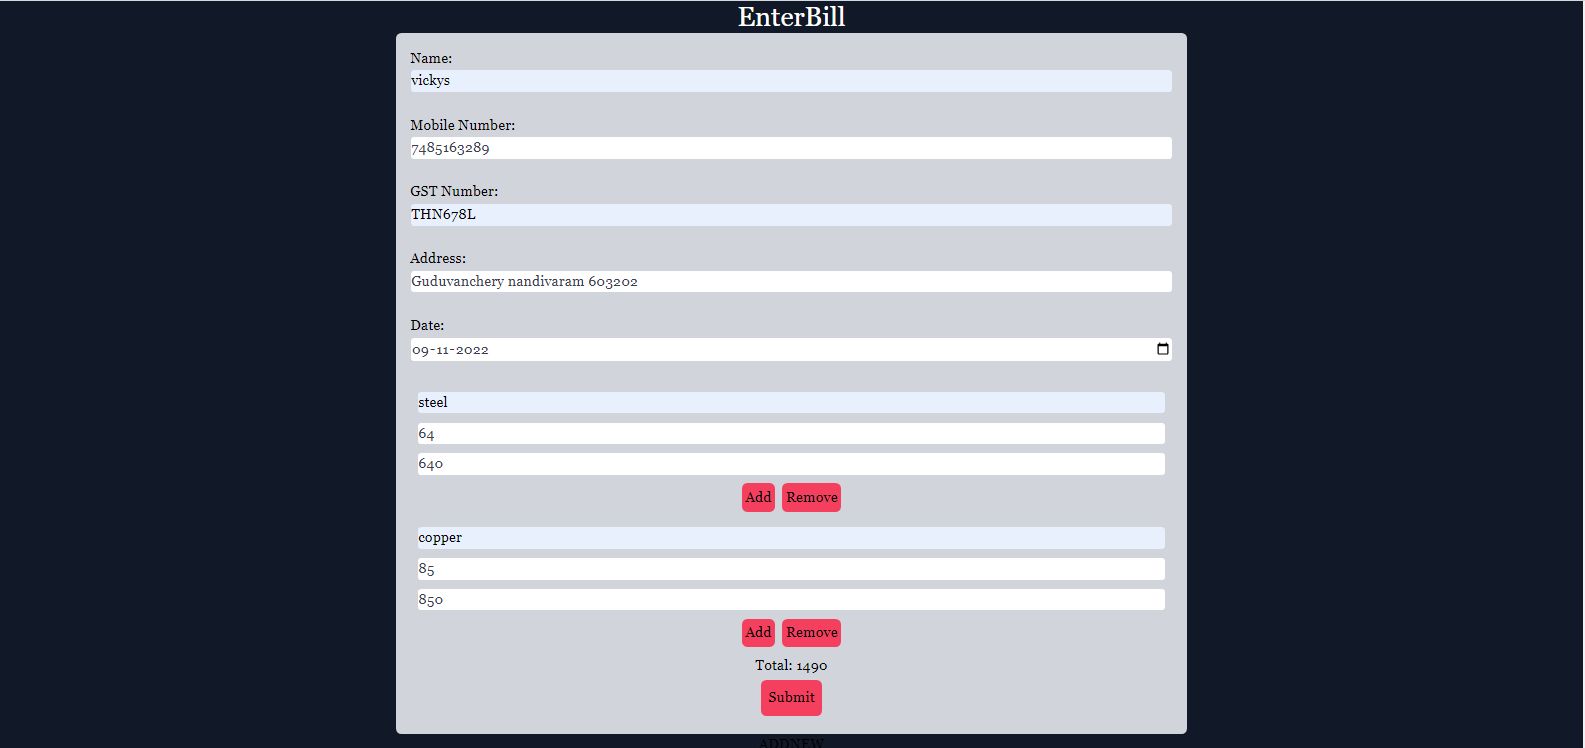 EnterBill
Name:
vickys
Mobile Number:
7485163289
GST Number:
THN678L
Address:
Guduvanchery nandivaram 603202
Date:
09-11-2022
steel
64
640
Add Remove
copper
85
850
Add Remove
Total: 1490
Submit
ADDNEW